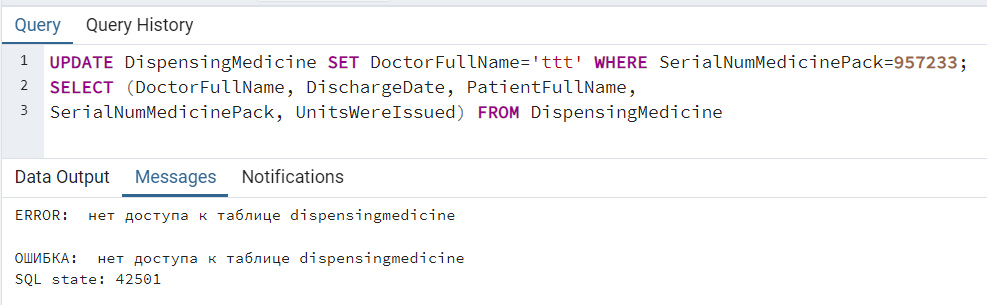 Query Query History
1 UPDATE DispensingMedicine SET DoctorFullName='ttt' WHERE SerialNumMedicinePack=957233;
2 SELECT (DoctorFullName, DischargeDate, PatientFullName,
3 SerialNumMedicinePack, UnitsWereIssued) FROM DispensingMedicine
Data Output Messages Notifications
ERROR: нет доступа к таблице dispensingmedicine
ОШИБКА: нет доступа к таблице dispensingmedicine
SQL state: 42501